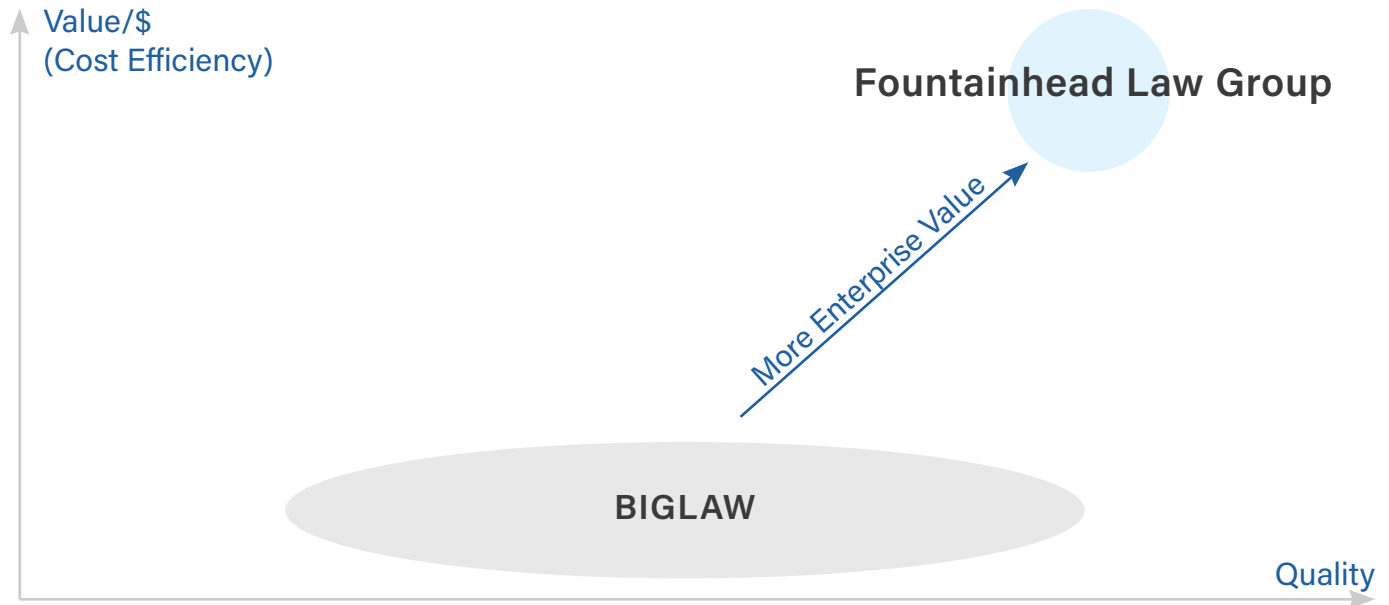 Value/$
(Cost Efficiency)
Fountainhead Law Group
More Enterprise Value
BIGLAW
Quality